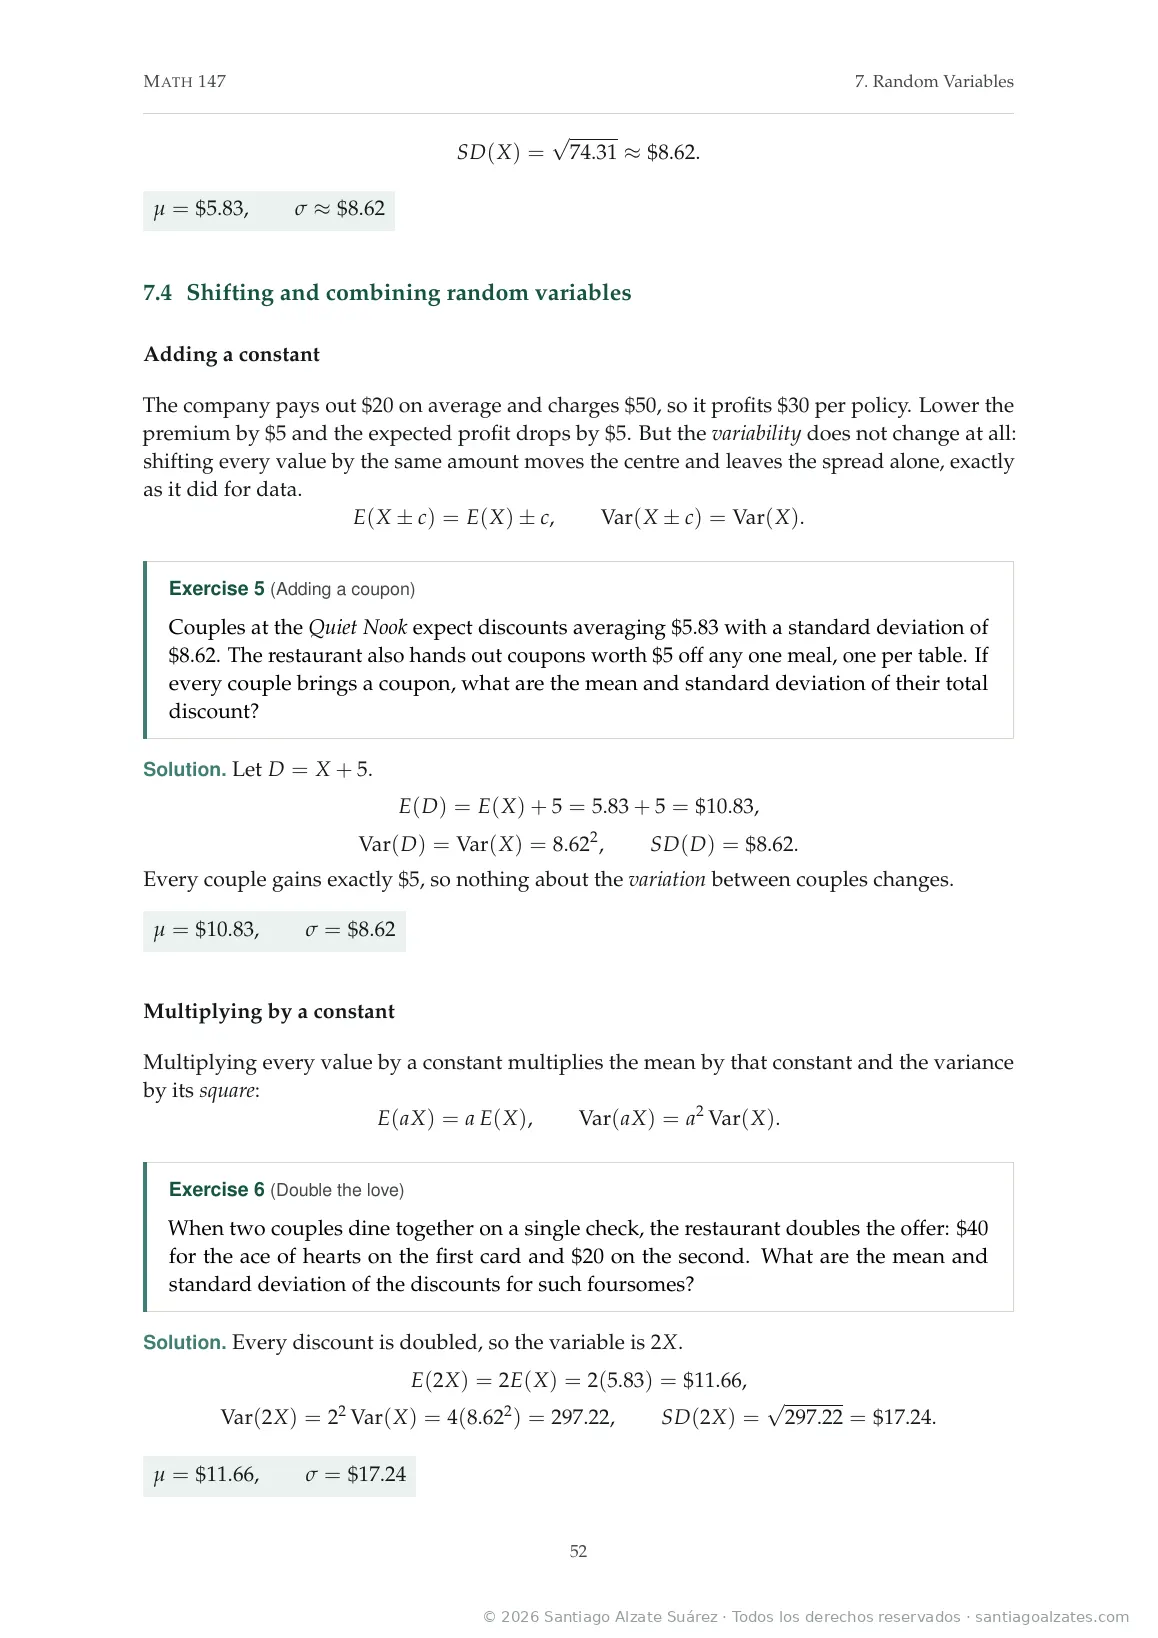 MATH 147 7. Random Variables
SD(X) = √74.31 ≈ $8.62.
μ = $5.83, σ ≈ $8.62
7.4 Shifting and combining random variables
Adding a constant
The company pays out $20 on average and charges $50, so it profits $30 per policy. Lower the
premium by $5 and the expected profit drops by $5. But the variability does not change at all:
shifting every value by the same amount moves the centre and leaves the spread alone, exactly
as it did for data.
E(X ± c) = E(X) ± c, Var(X ± c) = Var(X).
Exercise 5 (Adding a coupon)
Couples at the Quiet Nook expect discounts averaging $5.83 with a standard deviation of
$8.62. The restaurant also hands out coupons worth $5 off any one meal, one per table. If
every couple brings a coupon, what are the mean and standard deviation of their total
discount?
Solution. Let D = X + 5.
E(D) = E(X) + 5 = 5.83 + 5 = $10.83,
Var(D) = Var(X) = 8.62², SD(D) = $8.62.
Every couple gains exactly $5, so nothing about the variation between couples changes.
μ = $10.83, σ = $8.62
Multiplying by a constant
Multiplying every value by a constant multiplies the mean by that constant and the variance
by its square:
E(aX) = a E(X), Var(aX) = a² Var(X).
Exercise 6 (Double the love)
When two couples dine together on a single check, the restaurant doubles the offer: $40
for the ace of hearts on the first card and $20 on the second. What are the mean and
standard deviation of the discounts for such foursomes?
Solution. Every discount is doubled, so the variable is 2X.
E(2X) = 2E(X) = 2(5.83) = $11.66,
Var(2X) = 2² Var(X) = 4(8.62²) = 297.22, SD(2X) = √297.22 = $17.24.
μ = $11.66, σ = $17.24
52
© 2026 Santiago Alzate Suárez · Todos los derechos reservados · santiagoalzates.com